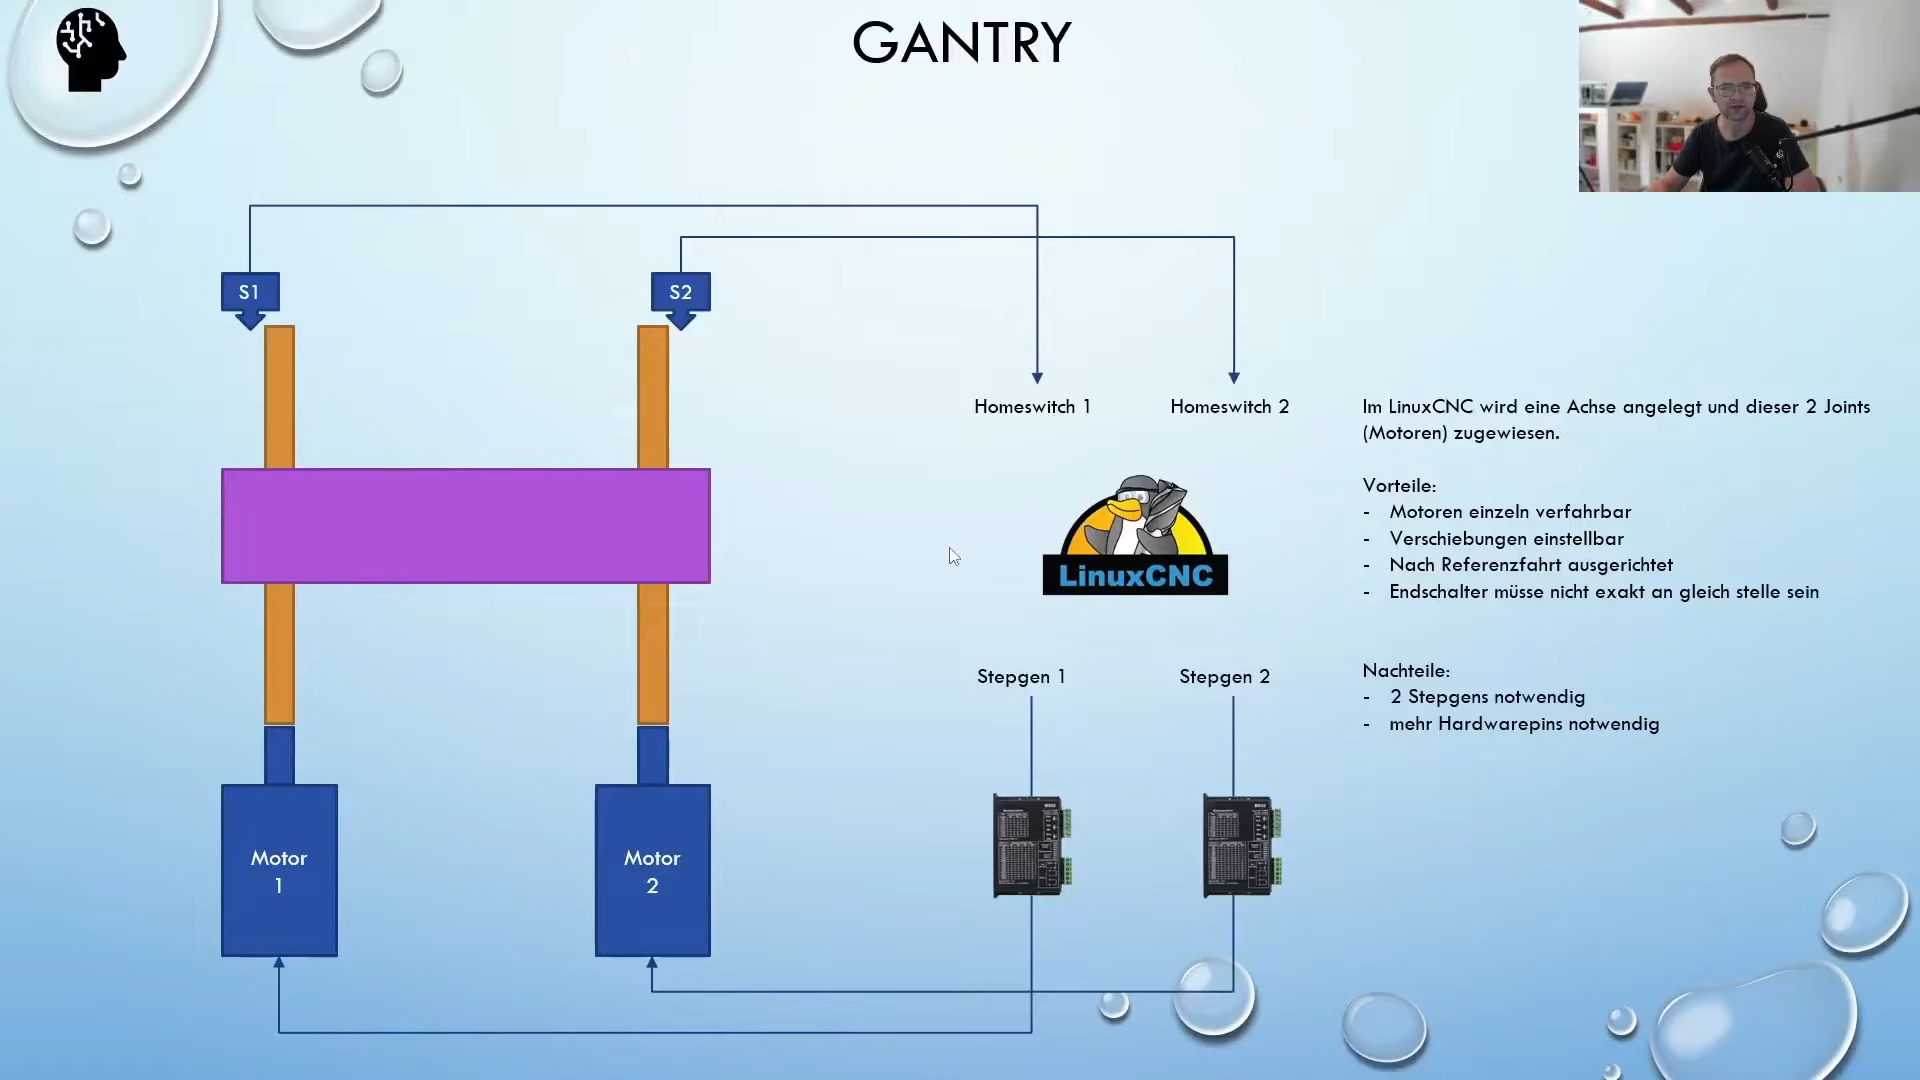 GANTRY
S1
S2
Homeswitch 1
Homeswitch 2
Im LinuxCNC wird eine Achse angelegt und dieser 2 Joints
(Motoren) zugewiesen.
Vorteile:
- Motoren einzeln verfahrbar
- Verschiebungen einstellbar
- Nach Referenzfahrt ausgerichtet
- Endschalter müsse nicht exakt an gleich stelle sein
LinuxCNC
Stepgen 1
Stepgen 2
Nachteile:
- 2 Stepgens notwendig
- mehr Hardwarepins notwendig
Motor
1
Motor
2